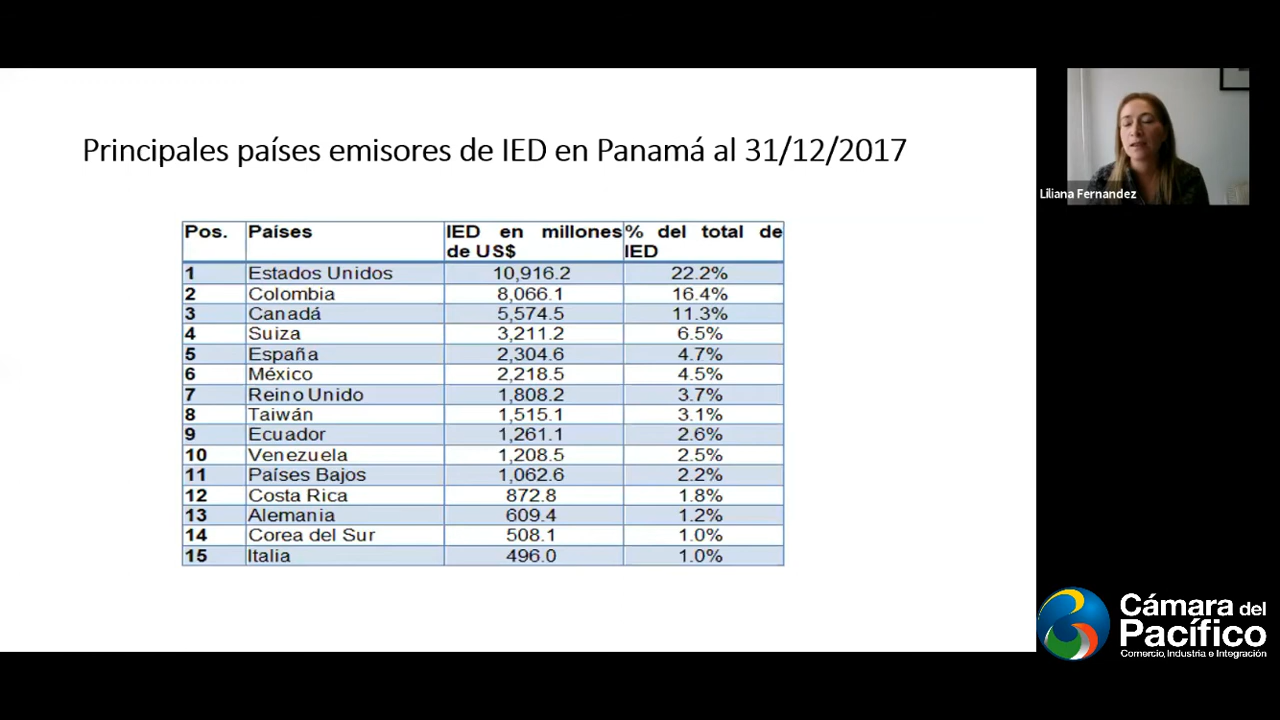 Principales países emisores de IED en Panamá al 31/12/2017
Pos. Países IED en millones de US$ % del total de IED
1 Estados Unidos 10,916.2 22.2%
2 Colombia 8,066.1 16.4%
3 Canadá 5,574.5 11.3%
4 Suiza 3,211.2 6.5%
5 España 2,304.6 4.7%
6 México 2,218.5 4.5%
7 Reino Unido 1,808.2 3.7%
8 Taiwán 1,515.1 3.1%
9 Ecuador 1,261.1 2.6%
10 Venezuela 1,208.5 2.5%
11 Países Bajos 1,062.6 2.2%
12 Costa Rica 872.8 1.8%
13 Alemania 609.4 1.2%
14 Corea del Sur 508.1 1.0%
15 Italia 496.0 1.0%
Liliana Fernandez
Cámara del
Pacífico
Comercio, Industria e Integración